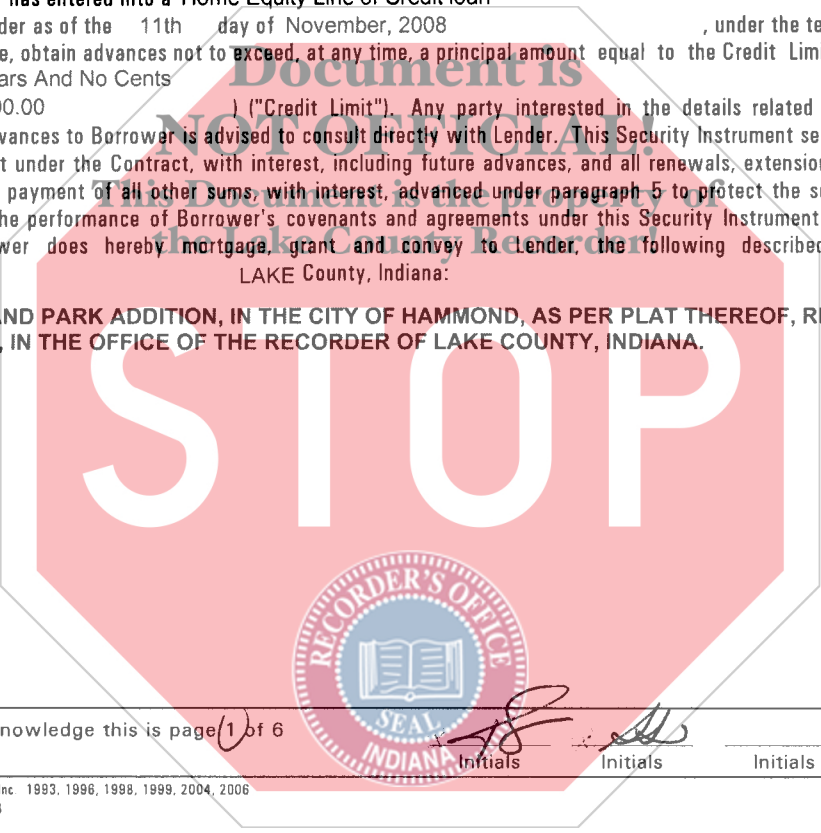 has entered into a Home Equity Line of Credit loan
der as of the 11th day of November, 2008 , under the te
e, obtain advances not to exceed, at any time, a principal amount equal to the Credit Lim
ars And No Cents
00.00 ) ("Credit Limit"). Any party interested in the details related
vances to Borrower is advised to consult directly with Lender. This Security Instrument se
t under the Contract, with interest, including future advances, and all renewals, extension
payment of all other sums, with interest, advanced under paragraph 5 to protect the s
he performance of Borrower's covenants and agreements under this Security Instrument
wer does hereby mortgage, grant and convey to Lender, the following described
LAKE County, Indiana:
AND PARK ADDITION, IN THE CITY OF HAMMOND, AS PER PLAT THEREOF, RE
, IN THE OFFICE OF THE RECORDER OF LAKE COUNTY, INDIANA.
Document is
NOT OFFICIAL!
This Document is the property of
the Lake County Recorder!
STOP
RECORDER'S OFFICE
SEAL
INDIANA
nowledge this is page 1 of 6
Initials Initials Initials
nc. 1993, 1996, 1998, 1999, 2004, 2006